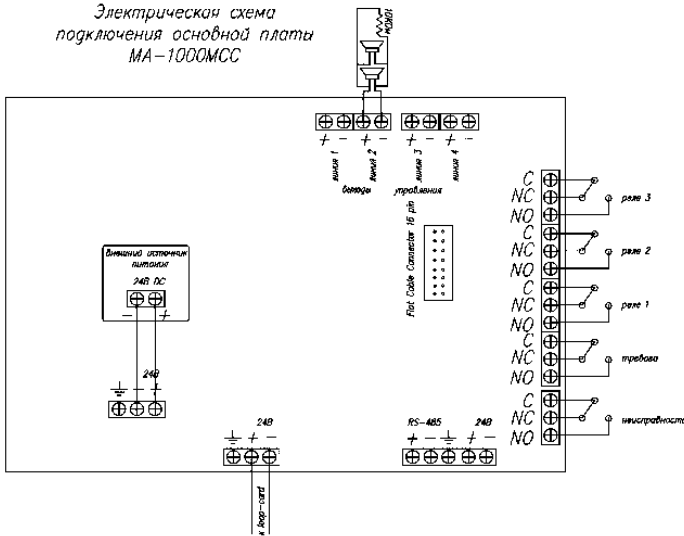 Электрическая схема
подключения основной платы
МА-1000МСС
10КОм
+ − + − + − + −
линия 1
линия 2
линия 3
линия 4
выходы управления
Flat Cable Connector 16 pin
C
NC
NO
реле 3
C
NC
NO
реле 2
C
NC
NO
реле 1
C
NC
NO
тревога
C
NC
NO
неисправность
Внешний источник
питания
24В DC
− +
24В
− +
24В
+ −
к loop-card
RS-485 24В
+ − + −